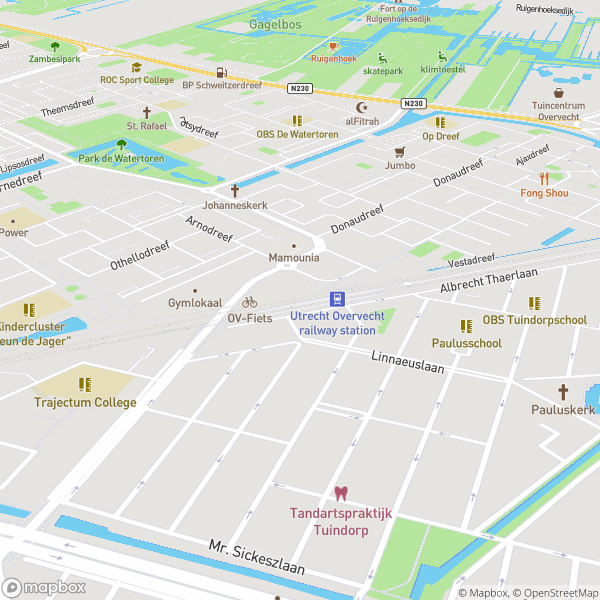 Fort op de
Ruigenhoeksedijk
Ruigenhoeksedijk
Gagelbos
Zambesipark
Ruigenhoek
skatepark
klimtoestel
ROC Sport College
BP Schweitzerdreef
N230
N230
Tuincentrum
Overvecht
Theemsdreef
St. Rafael
alFitrah
OBS De Watertoren
Op Dreef
Park de Watertoren
Jumbo
Ajaxdreef
Donaudreef
Fong Shou
Johanneskerk
Donaudreef
Arnodreef
Power
Othellodreef
Mamounia
Vestadreef
Albrecht Thaerlaan
Gymlokaal
OV-Fiets
Utrecht Overvecht
railway station
OBS Tuindorpschool
Kindercluster
Paulusschool
Linnaeuslaan
Trajectum College
Pauluskerk
Tandartspraktijk
Tuindorp
Mr. Sickeszlaan
mapbox
© Mapbox, © OpenStreetMap